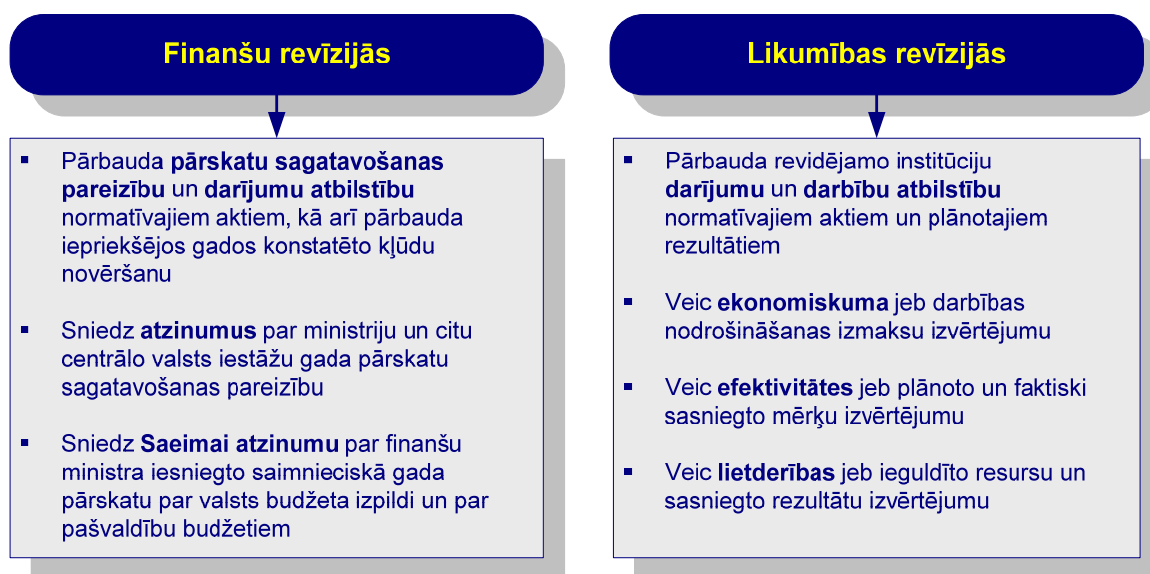 Finanšu revīzijās
▪ Pārbauda pārskatu sagatavošanas
pareizību un darījumu atbilstību
normatīvajiem aktiem, kā arī pārbauda
iepriekšējos gados konstatēto kļūdu
novēršanu
▪ Sniedz atzinumus par ministriju un citu
centrālo valsts iestāžu gada pārskatu
sagatavošanas pareizību
▪ Sniedz Saeimai atzinumu par finanšu
ministra iesniegto saimnieciskā gada
pārskatu par valsts budžeta izpildi un par
pašvaldību budžetiem
Likumības revīzijās
▪ Pārbauda revidējamo institūciju
darījumu un darbību atbilstību
normatīvajiem aktiem un plānotajiem
rezultātiem
▪ Veic ekonomiskuma jeb darbības
nodrošināšanas izmaksu izvērtējumu
▪ Veic efektivitātes jeb plānoto un faktiski
sasniegto mērķu izvērtējumu
▪ Veic lietderības jeb ieguldīto resursu un
sasniegto rezultātu izvērtējumu